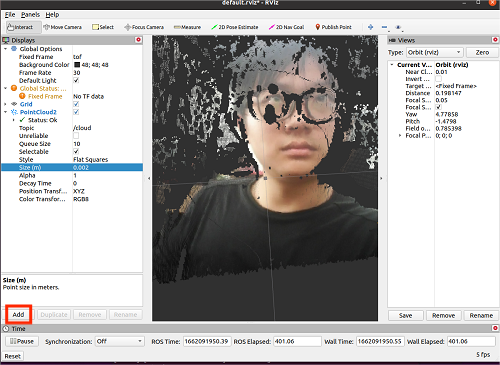 default.rviz* - RViz
File Panels Help
Interact Move Camera Select Focus Camera Measure 2D Pose Estimate 2D Nav Goal Publish Point
Displays
Global Options
Fixed Frame tof
Background Color 48; 48; 48
Frame Rate 30
Default Light
Global Status: ...
Fixed Frame No TF data
Grid
PointCloud2
Status: Ok
Topic /cloud
Unreliable
Queue Size 10
Selectable
Style Flat Squares
Size (m) 0.002
Alpha 1
Decay Time 0
Position Transf... XYZ
Color Transfor... RGB8
Size (m)
Point size in meters.
Add Duplicate Remove Rename
Views
Type: Orbit (rviz) Zero
Current V... Orbit (rviz)
Near Cl... 0.01
Invert ...
Target ... <Fixed Frame>
Distance 0.198147
Focal S... 0.05
Focal S...
Yaw 4.77858
Pitch -1.4798
Field o... 0.785398
Focal P... 0; 0; 0
Save Remove Rename
Time
Pause Synchronization: Off ROS Time: 1662091950.39 ROS Elapsed: 401.06 Wall Time: 1662091950.55 Wall Elapsed: 401.06
Reset 5 fps